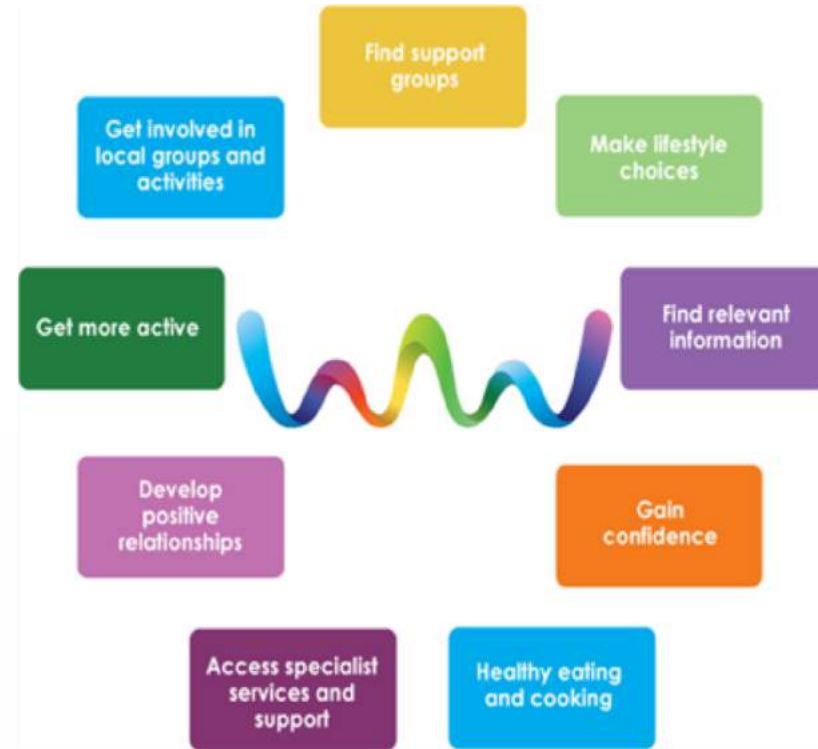 Find support
groups
Make lifestyle
choices
Find relevant
information
Gain
confidence
Healthy eating
and cooking
Access specialist
services and
support
Develop
positive
relationships
Get more active
Get involved in
local groups and
activities